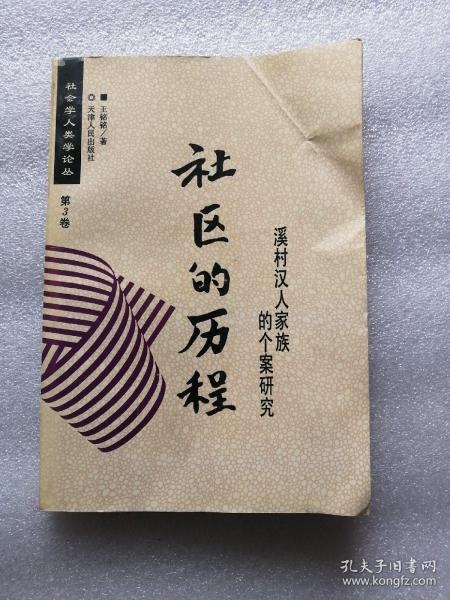 社会学人类学论丛
第3卷
■王铭铭/著
◎天津人民出版社
社区的历程
溪村汉人家族
的个案研究
孔夫子旧书网
www.kongfz.com